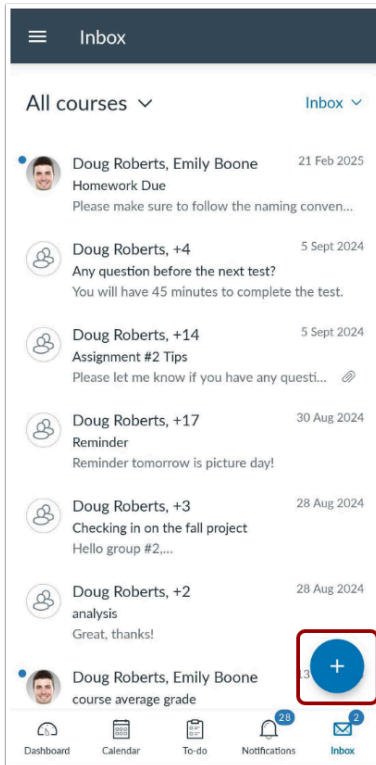 Inbox
All courses
Inbox
Doug Roberts, Emily Boone 21 Feb 2025
Homework Due
Please make sure to follow the naming conven...
Doug Roberts, +4 5 Sept 2024
Any question before the next test?
You will have 45 minutes to complete the test.
Doug Roberts, +14 5 Sept 2024
Assignment #2 Tips
Please let me know if you have any questi...
Doug Roberts, +17 30 Aug 2024
Reminder
Reminder tomorrow is picture day!
Doug Roberts, +3 28 Aug 2024
Checking in on the fall project
Hello group #2,...
Doug Roberts, +2 28 Aug 2024
analysis
Great, thanks!
Doug Roberts, Emily Boone
course average grade
28
2
Dashboard Calendar To-do Notifications Inbox